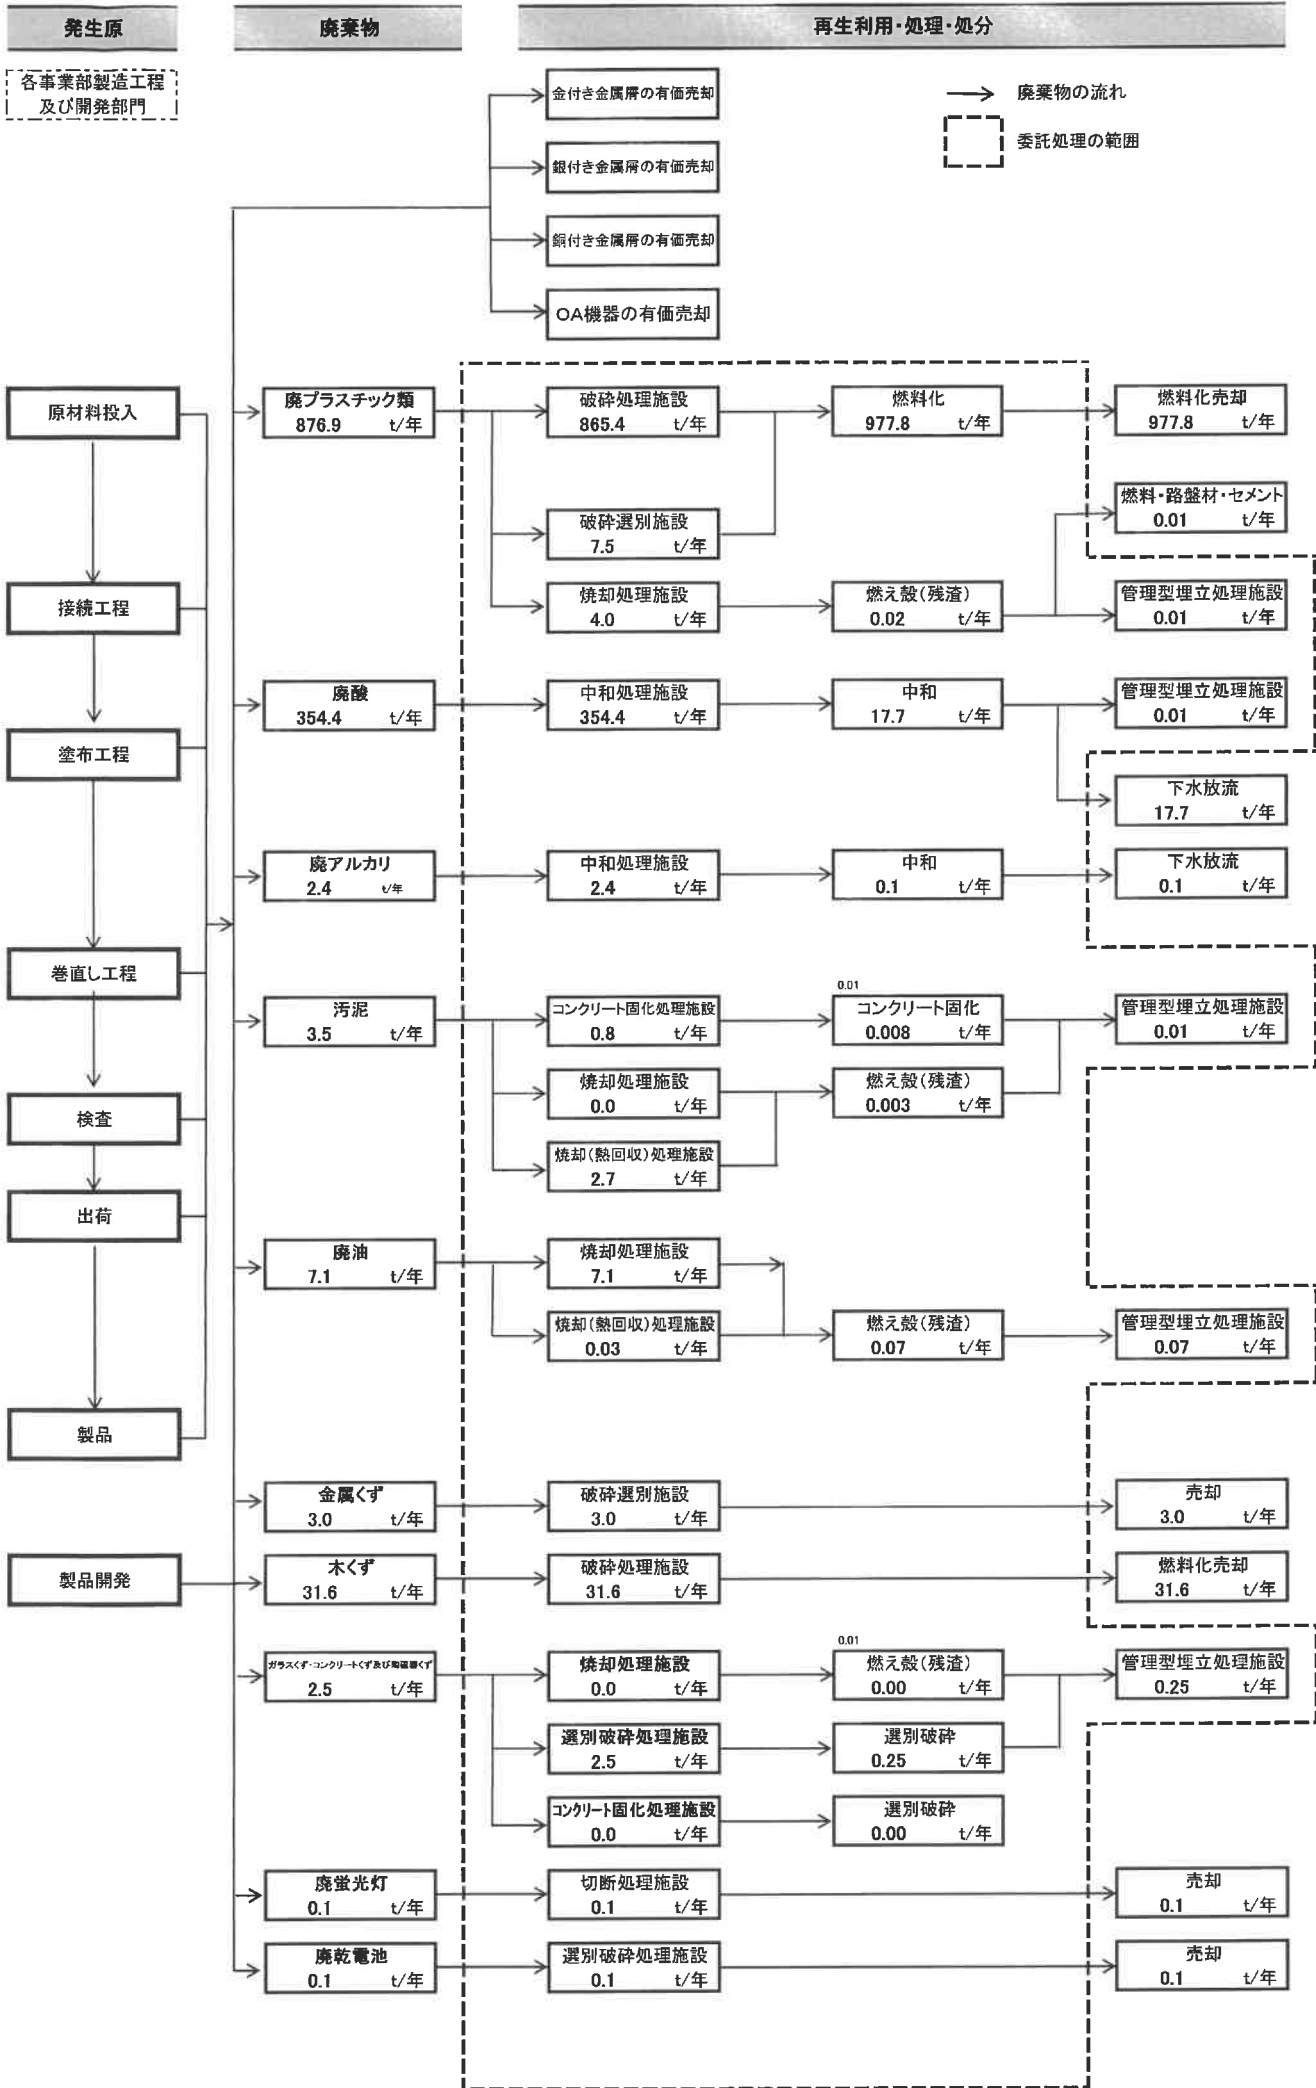 発生原
廃棄物
再生利用・処理・処分
各事業部製造工程
及び開発部門
金付き金属屑の有価売却
銀付き金属屑の有価売却
銅付き金属屑の有価売却
OA機器の有価売却
廃棄物の流れ
委託処理の範囲
原材料投入
接続工程
塗布工程
巻直し工程
検査
出荷
製品
製品開発
廃プラスチック類
876.9 t/年
破砕処理施設
865.4 t/年
燃料化
977.8 t/年
燃料化売却
977.8 t/年
燃料・路盤材・セメント
0.01 t/年
破砕選別施設
7.5 t/年
焼却処理施設
4.0 t/年
燃え殻(残渣)
0.02 t/年
管理型埋立処理施設
0.01 t/年
廃酸
354.4 t/年
中和処理施設
354.4 t/年
中和
17.7 t/年
管理型埋立処理施設
0.01 t/年
下水放流
17.7 t/年
廃アルカリ
2.4 t/年
中和処理施設
2.4 t/年
中和
0.1 t/年
下水放流
0.1 t/年
汚泥
3.5 t/年
コンクリート固化処理施設
0.8 t/年
0.01
コンクリート固化
0.008 t/年
管理型埋立処理施設
0.01 t/年
焼却処理施設
0.0 t/年
燃え殻(残渣)
0.003 t/年
焼却(熱回収)処理施設
2.7 t/年
廃油
7.1 t/年
焼却処理施設
7.1 t/年
焼却(熱回収)処理施設
0.03 t/年
燃え殻(残渣)
0.07 t/年
管理型埋立処理施設
0.07 t/年
金属くず
3.0 t/年
破砕選別施設
3.0 t/年
売却
3.0 t/年
木くず
31.6 t/年
破砕処理施設
31.6 t/年
燃料化売却
31.6 t/年
ガラスくず・コンクリートくず及び陶磁器くず
2.5 t/年
焼却処理施設
0.0 t/年
0.01
燃え殻(残渣)
0.00 t/年
管理型埋立処理施設
0.25 t/年
選別破砕処理施設
2.5 t/年
選別破砕
0.25 t/年
コンクリート固化処理施設
0.0 t/年
選別破砕
0.00 t/年
廃蛍光灯
0.1 t/年
切断処理施設
0.1 t/年
売却
0.1 t/年
廃乾電池
0.1 t/年
選別破砕処理施設
0.1 t/年
売却
0.1 t/年